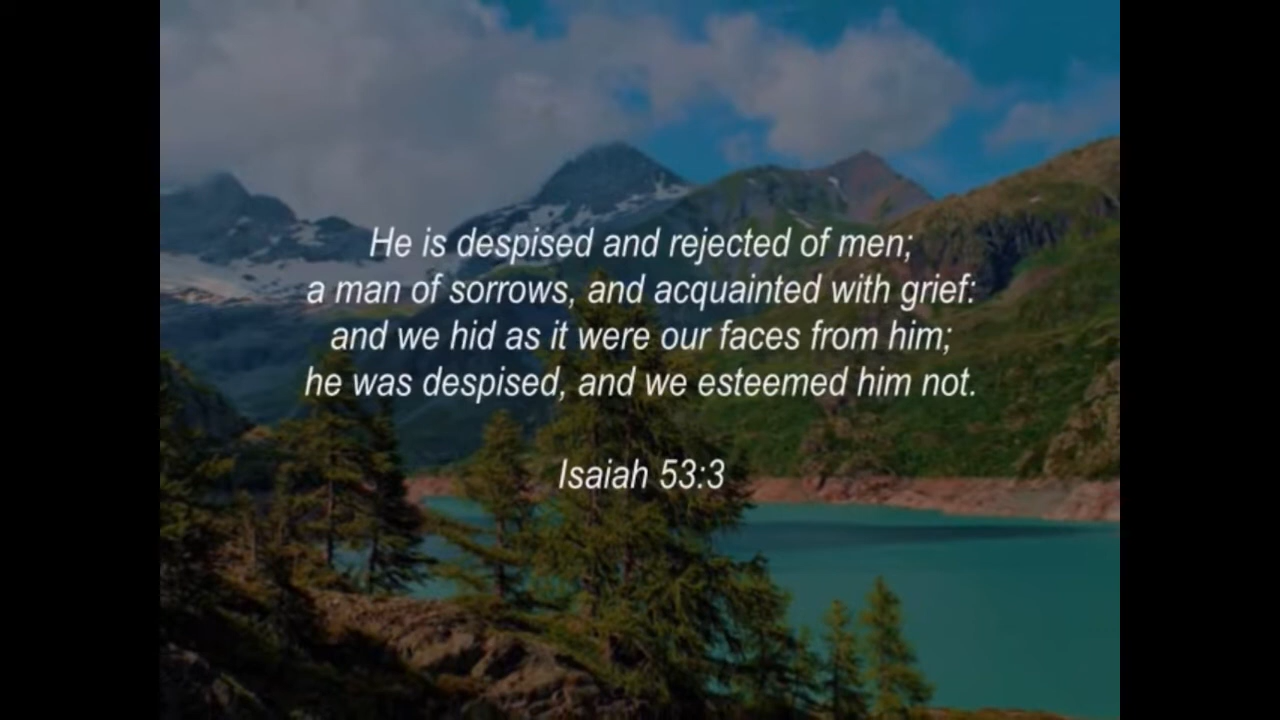 He is despised and rejected of men;
a man of sorrows, and acquainted with grief:
and we hid as it were our faces from him;
he was despised, and we esteemed him not.
Isaiah 53:3